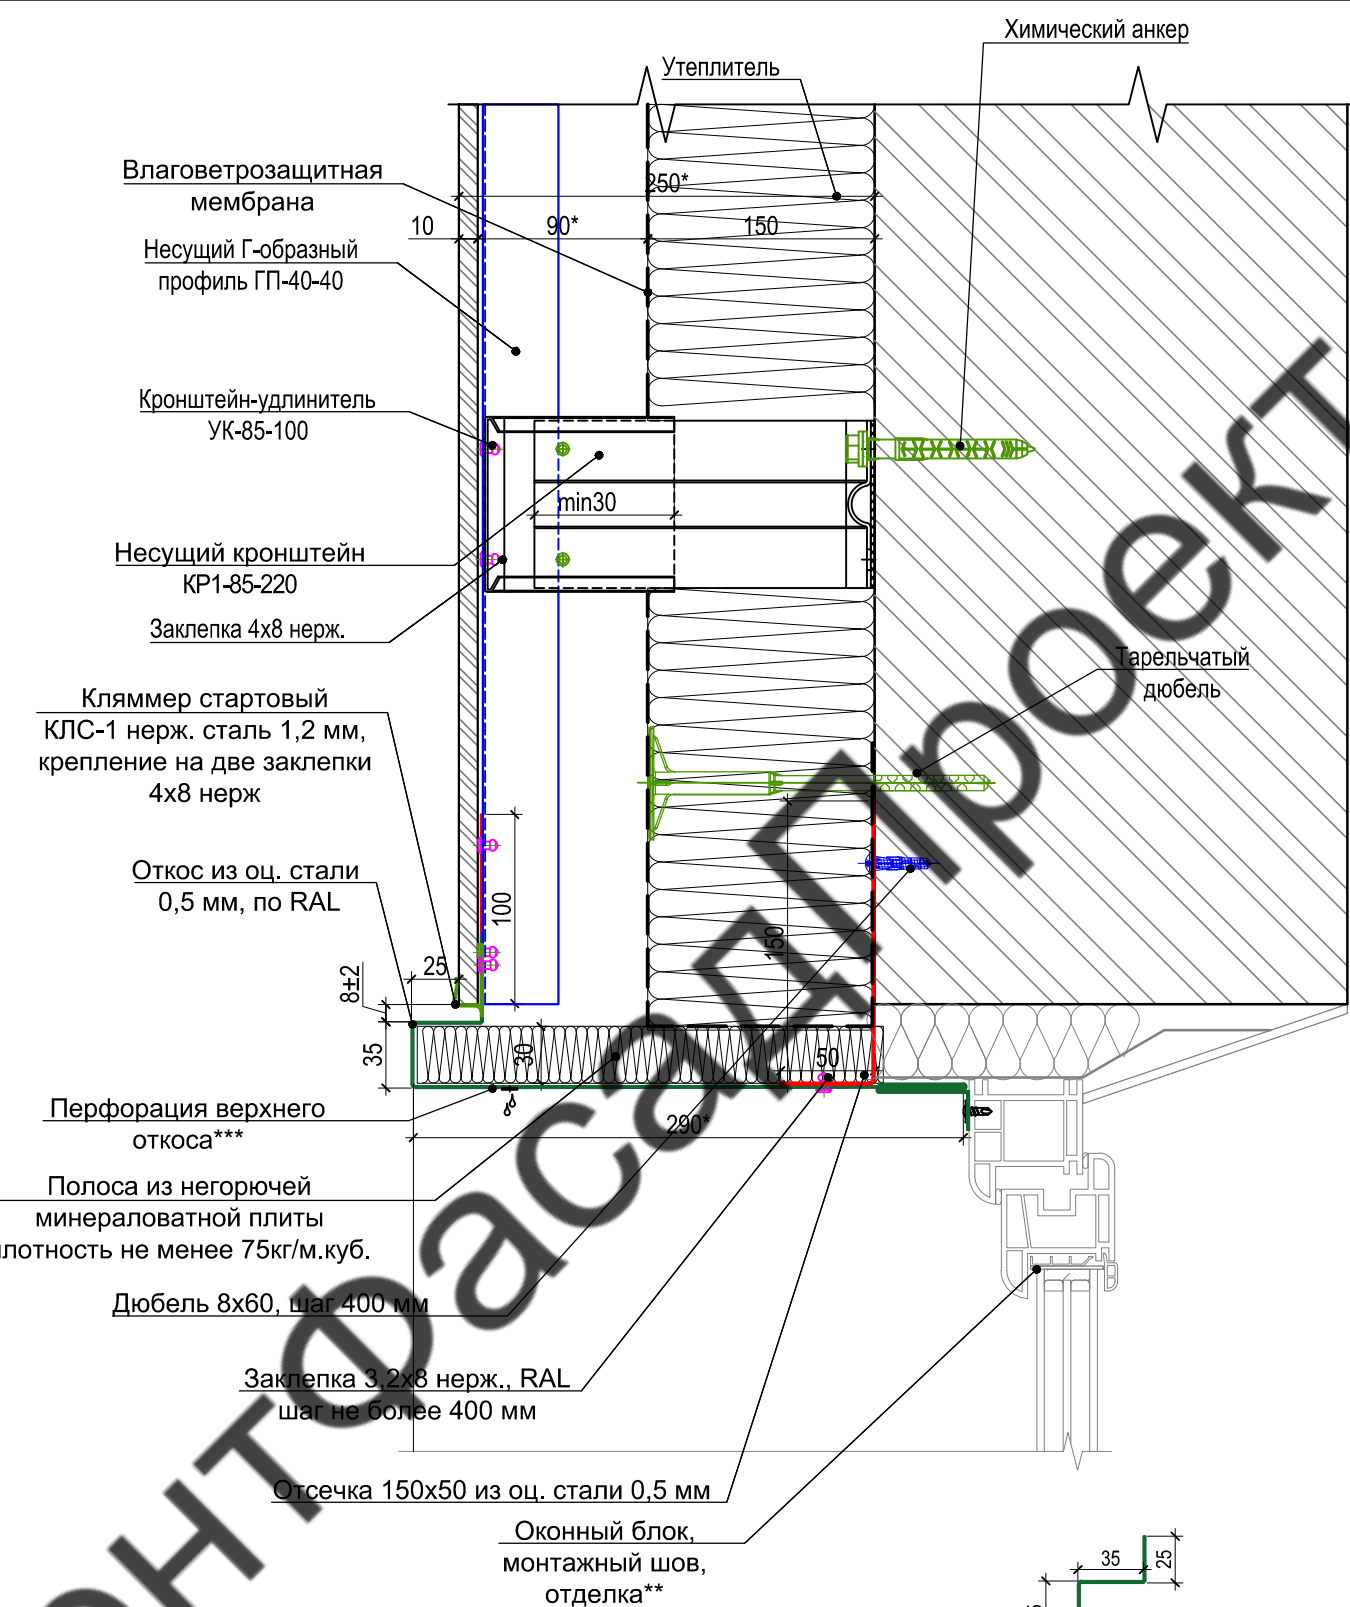 Химический анкер
Утеплитель
Влаговетрозащитная
мембрана
250*
10
90*
150
Несущий Г-образный
профиль ГП-40-40
Кронштейн-удлинитель
УК-85-100
min30
Несущий кронштейн
КР1-85-220
Заклепка 4х8 нерж.
Тарельчатый
дюбель
Кляммер стартовый
КЛС-1 нерж. сталь 1,2 мм,
крепление на две заклепки
4х8 нерж
Откос из оц. стали
0,5 мм, по RAL
100
150
25
8±2
35
30
50
Перфорация верхнего
откоса***
290*
Полоса из негорючей
минераловатной плиты
плотность не менее 75кг/м.куб.
Дюбель 8х60, шаг 400 мм
Заклепка 3,2х8 нерж., RAL
шаг не более 400 мм
Отсечка 150х50 из оц. стали 0,5 мм
Оконный блок,
монтажный шов,
отделка**
35
25
онтФасадПроект